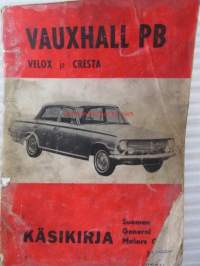 VAUXHALL PB
VELOX ja CRESTA
KÄSIKIRJA
Suomen
General
Motors